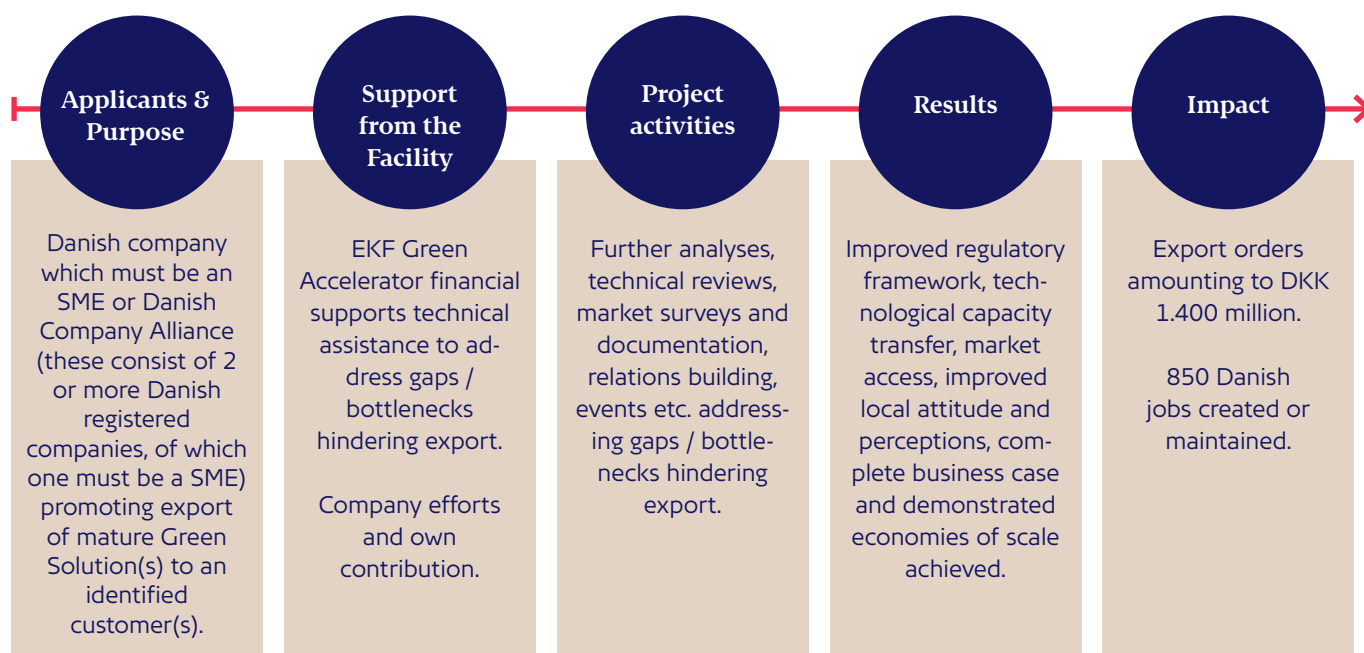 Applicants &
Purpose
Danish company
which must be an
SME or Danish
Company Alliance
(these consist of 2
or more Danish
registered
companies, of which
one must be a SME)
promoting export
of mature Green
Solution(s) to an
identified
customer(s).
Support
from the
Facility
EKF Green
Accelerator financial
supports technical
assistance to ad-
dress gaps /
bottlenecks
hindering export.
Company efforts
and own
contribution.
Project
activities
Further analyses,
technical reviews,
market surveys and
documentation,
relations building,
events etc. address-
ing gaps / bottle-
necks hindering
export.
Results
Improved regulatory
framework, tech-
nological capacity
transfer, market
access, improved
local attitude and
perceptions, com-
plete business case
and demonstrated
economies of scale
achieved.
Impact
Export orders
amounting to DKK
1.400 million.
850 Danish
jobs created or
maintained.